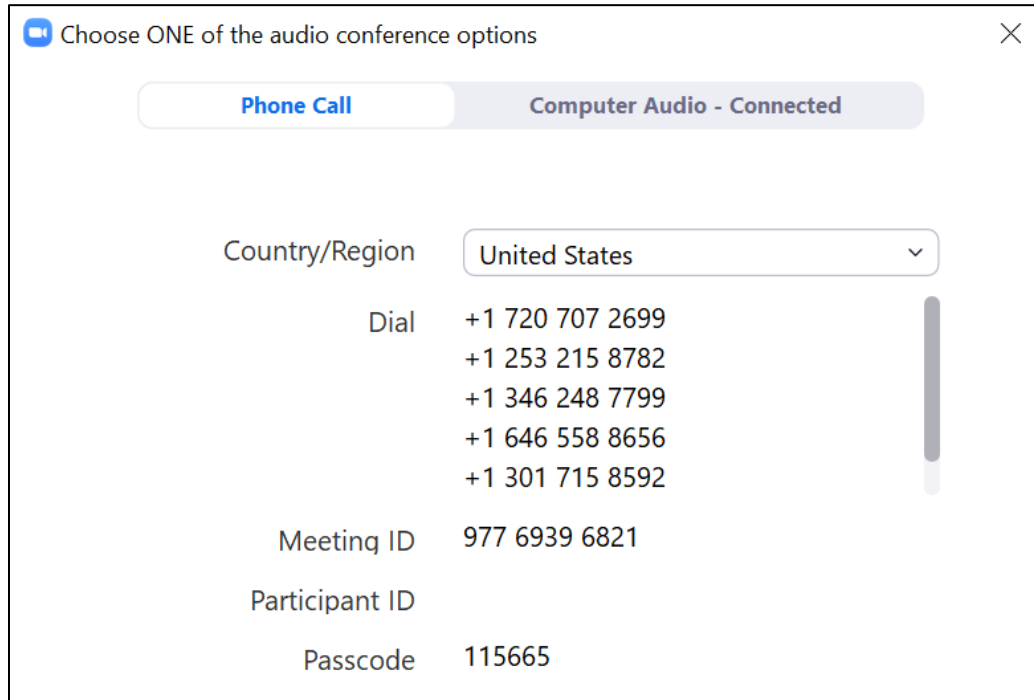 Choose ONE of the audio conference options
Phone Call
Computer Audio - Connected
Country/Region United States
Dial +1 720 707 2699
+1 253 215 8782
+1 346 248 7799
+1 646 558 8656
+1 301 715 8592
Meeting ID 977 6939 6821
Participant ID
Passcode 115665